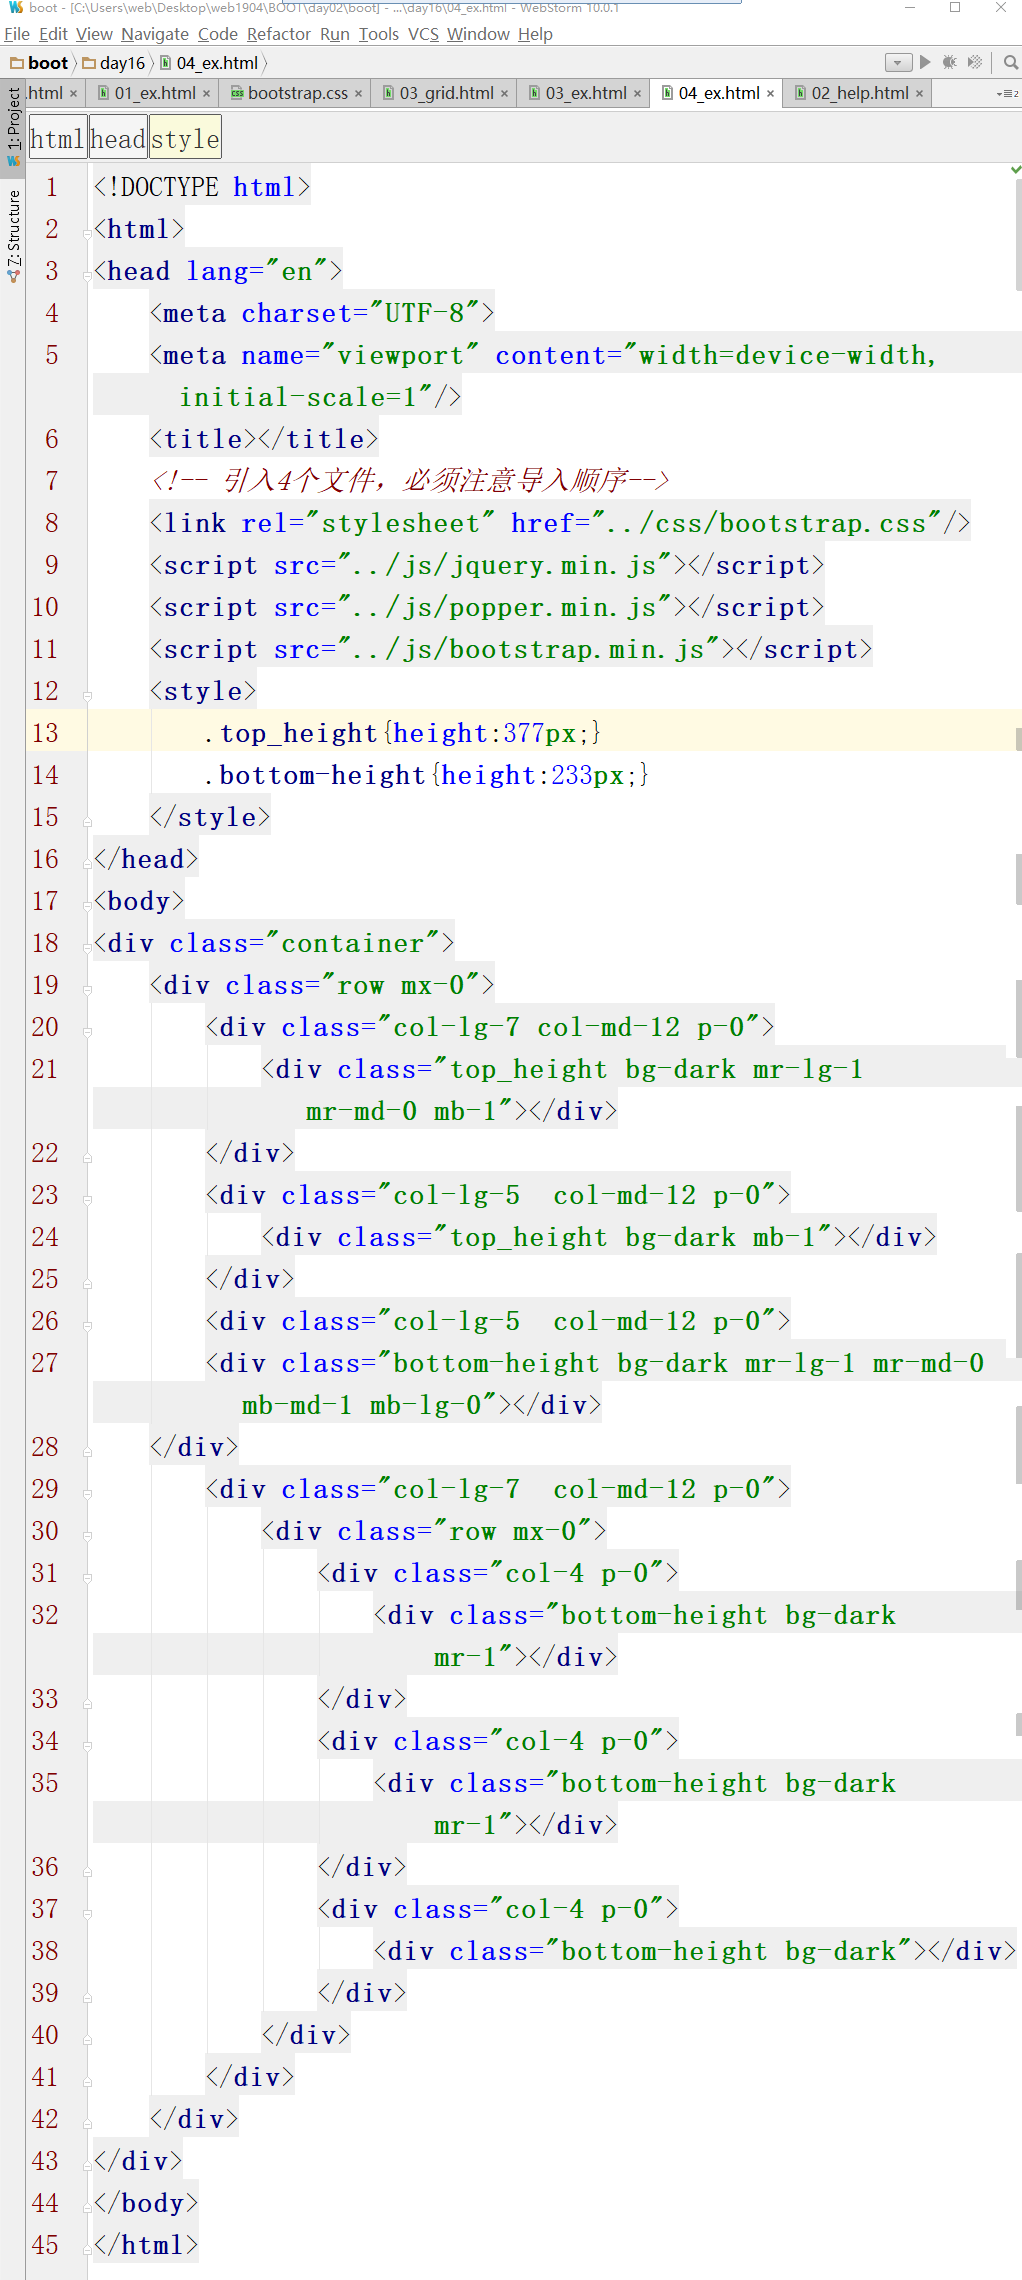 boot - [C:\Users\web\Desktop\web1904\BOOT\day02\boot] - ...\day16\04_ex.html - WebStorm 10.0.1
File Edit View Navigate Code Refactor Run Tools VCS Window Help
boot day16 04_ex.html
.html × 01_ex.html × bootstrap.css × 03_grid.html × 03_ex.html × 04_ex.html × 02_help.html × 2
1: Project
7: Structure
html head style
1 <!DOCTYPE html>
2 <html>
3 <head lang="en">
4 <meta charset="UTF-8">
5 <meta name="viewport" content="width=device-width,
initial-scale=1"/>
6 <title></title>
7 <!-- 引入4个文件，必须注意导入顺序-->
8 <link rel="stylesheet" href="../css/bootstrap.css"/>
9 <script src="../js/jquery.min.js"></script>
10 <script src="../js/popper.min.js"></script>
11 <script src="../js/bootstrap.min.js"></script>
12 <style>
13 .top_height{height:377px;}
14 .bottom-height{height:233px;}
15 </style>
16 </head>
17 <body>
18 <div class="container">
19 <div class="row mx-0">
20 <div class="col-lg-7 col-md-12 p-0">
21 <div class="top_height bg-dark mr-lg-1
mr-md-0 mb-1"></div>
22 </div>
23 <div class="col-lg-5  col-md-12 p-0">
24 <div class="top_height bg-dark mb-1"></div>
25 </div>
26 <div class="col-lg-5  col-md-12 p-0">
27 <div class="bottom-height bg-dark mr-lg-1 mr-md-0
mb-md-1 mb-lg-0"></div>
28 </div>
29 <div class="col-lg-7  col-md-12 p-0">
30 <div class="row mx-0">
31 <div class="col-4 p-0">
32 <div class="bottom-height bg-dark
mr-1"></div>
33 </div>
34 <div class="col-4 p-0">
35 <div class="bottom-height bg-dark
mr-1"></div>
36 </div>
37 <div class="col-4 p-0">
38 <div class="bottom-height bg-dark"></div>
39 </div>
40 </div>
41 </div>
42 </div>
43 </div>
44 </body>
45 </html>